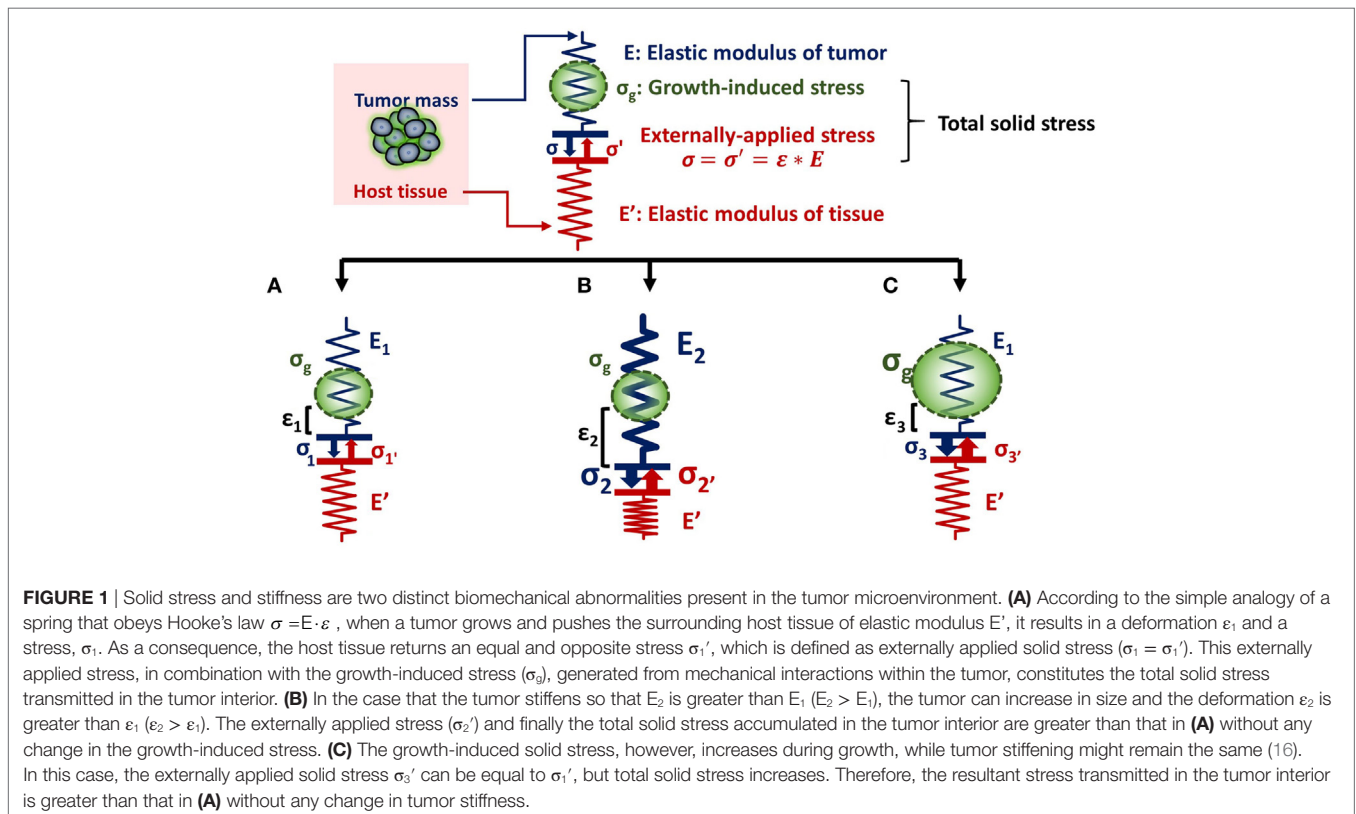 E: Elastic modulus of tumor
Tumor mass
σg: Growth-induced stress
Total solid stress
Externally-applied stress
σ σ'
σ = σ' = ε * E
Host tissue
E’: Elastic modulus of tissue
A B C
E1 E2 E1
σg σg σg
ε1 ε2 ε3
σ1 σ1' σ2 σ2' σ3 σ3'
E’ E’ E’
FIGURE 1 | Solid stress and stiffness are two distinct biomechanical abnormalities present in the tumor microenvironment. (A) According to the simple analogy of a
spring that obeys Hooke’s law σ =E·ε , when a tumor grows and pushes the surrounding host tissue of elastic modulus E’, it results in a deformation ε1 and a
stress, σ1. As a consequence, the host tissue returns an equal and opposite stress σ1′, which is defined as externally applied solid stress (σ1 = σ1′). This externally
applied stress, in combination with the growth-induced stress (σg), generated from mechanical interactions within the tumor, constitutes the total solid stress
transmitted in the tumor interior. (B) In the case that the tumor stiffens so that E2 is greater than E1 (E2 > E1), the tumor can increase in size and the deformation ε2 is
greater than ε1 (ε2 > ε1). The externally applied stress (σ2′) and finally the total solid stress accumulated in the tumor interior are greater than that in (A) without any
change in the growth-induced stress. (C) The growth-induced solid stress, however, increases during growth, while tumor stiffening might remain the same (16).
In this case, the externally applied solid stress σ3′ can be equal to σ1′, but total solid stress increases. Therefore, the resultant stress transmitted in the tumor interior
is greater than that in (A) without any change in tumor stiffness.